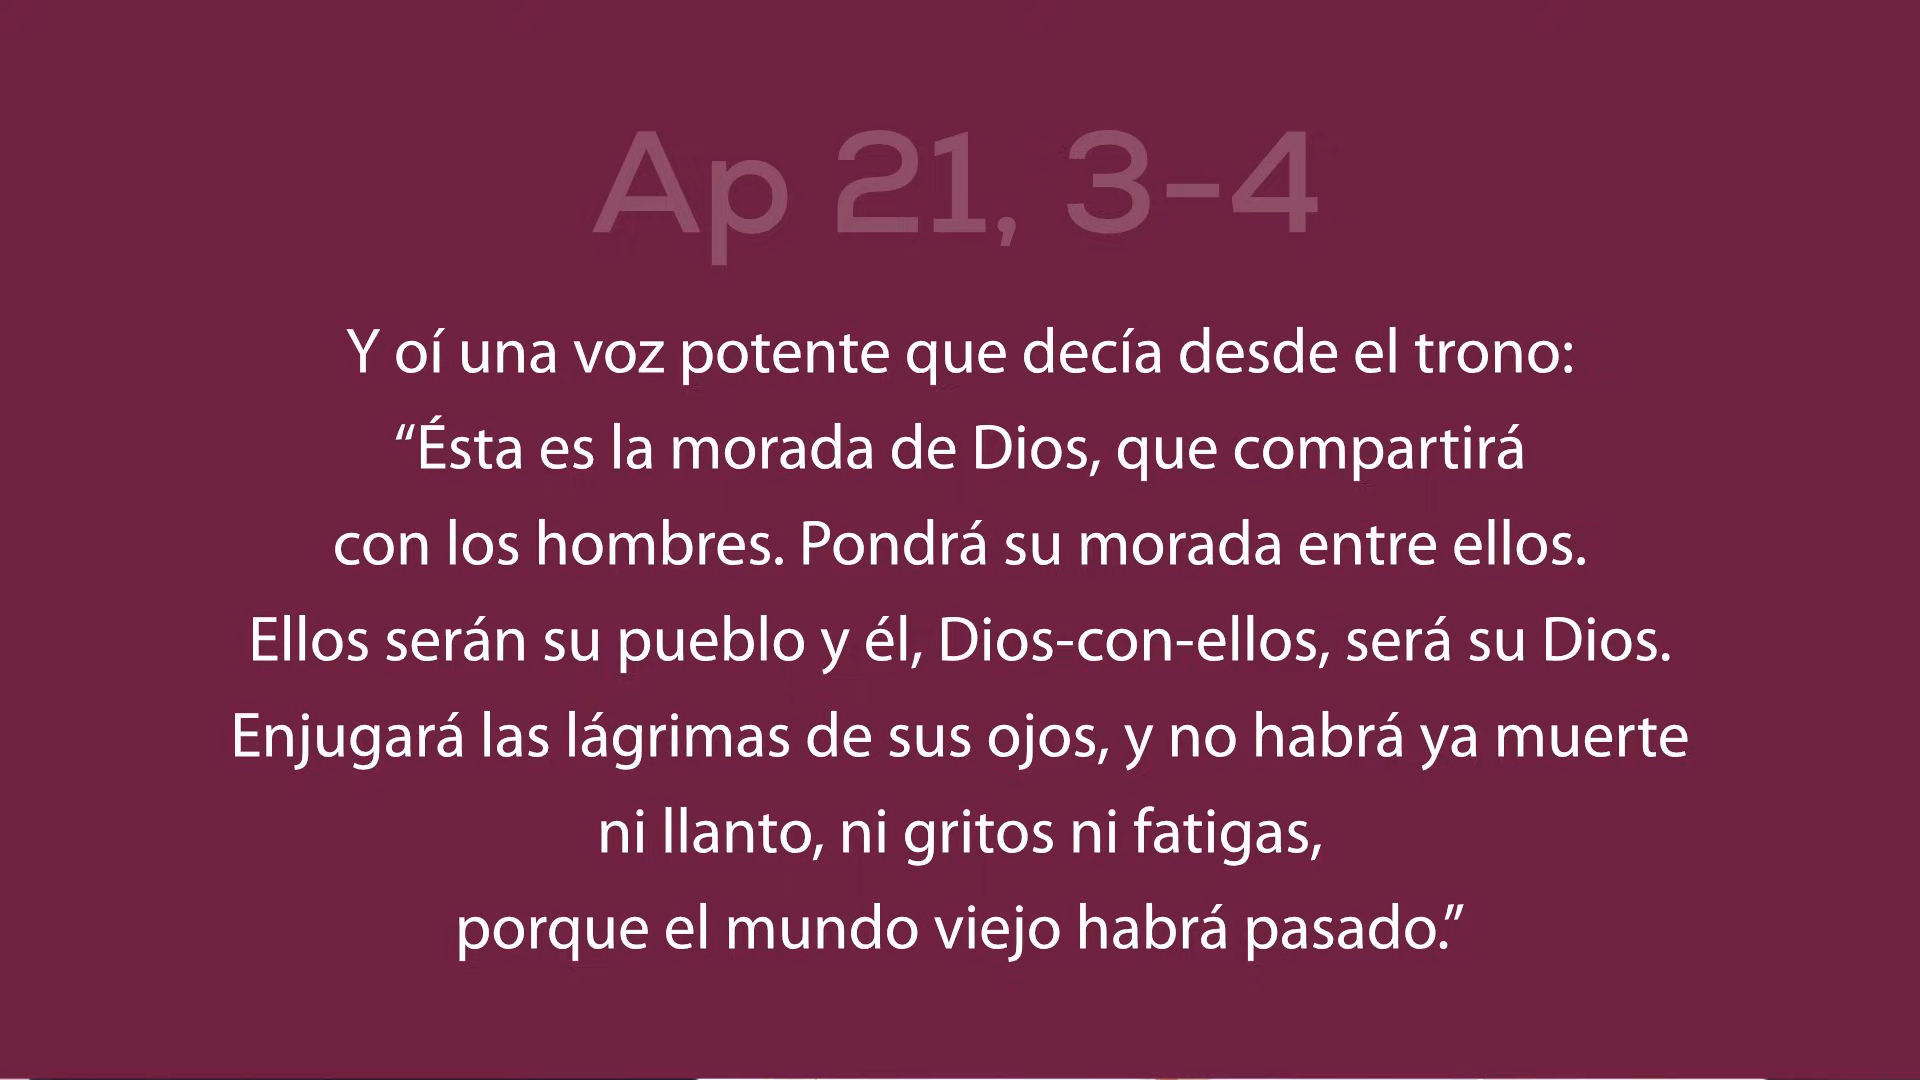 Ap 21, 3-4
Y oí una voz potente que decía desde el trono:
“Ésta es la morada de Dios, que compartirá
con los hombres. Pondrá su morada entre ellos.
Ellos serán su pueblo y él, Dios-con-ellos, será su Dios.
Enjugará las lágrimas de sus ojos, y no habrá ya muerte
ni llanto, ni gritos ni fatigas,
porque el mundo viejo habrá pasado.”